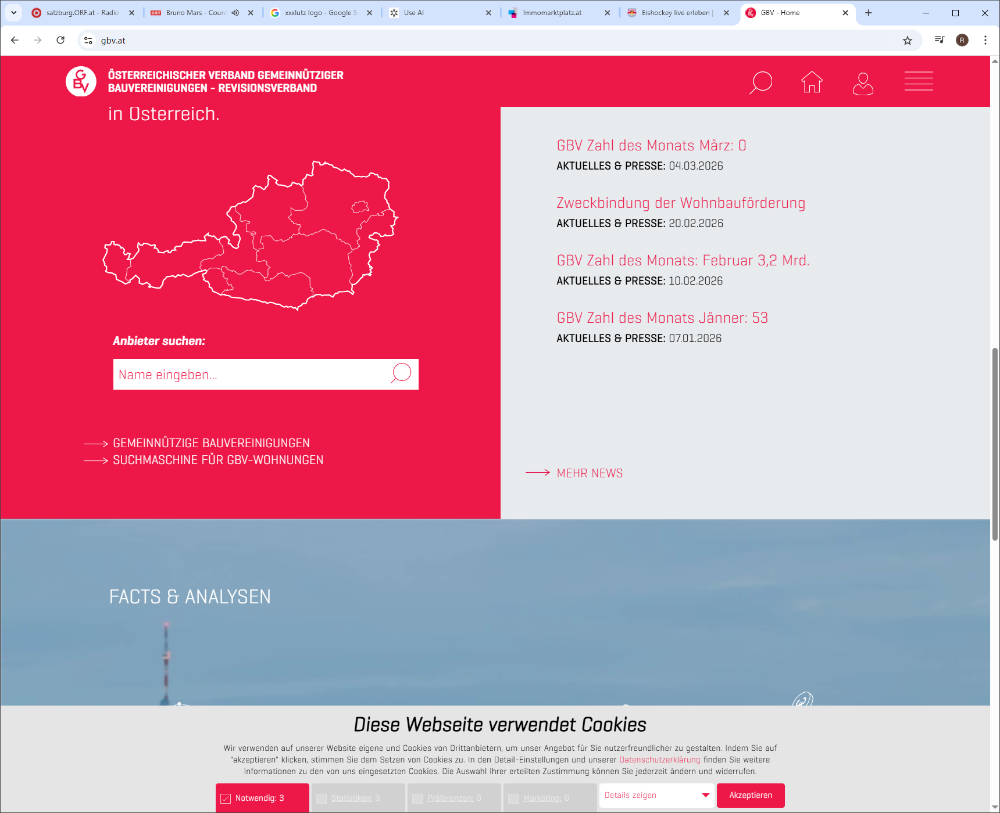 salzburg.ORF.at - Radio
Bruno Mars - Count
xxxlutz logo - Google Su
Use AI
Immomarktplatz.at
Eishockey live erleben |
GBV - Home
gbv.at
R
GBV
ÖSTERREICHISCHER VERBAND GEMEINNÜTZIGER
BAUVEREINIGUNGEN - REVISIONSVERBAND
in Österreich.
Anbieter suchen:
Name eingeben...
GEMEINNÜTZIGE BAUVEREINIGUNGEN
SUCHMASCHINE FÜR GBV-WOHNUNGEN
GBV Zahl des Monats März: 0
AKTUELLES & PRESSE: 04.03.2026
Zweckbindung der Wohnbauförderung
AKTUELLES & PRESSE: 20.02.2026
GBV Zahl des Monats: Februar 3,2 Mrd.
AKTUELLES & PRESSE: 10.02.2026
GBV Zahl des Monats Jänner: 53
AKTUELLES & PRESSE: 07.01.2026
MEHR NEWS
FACTS & ANALYSEN
Diese Webseite verwendet Cookies
Wir verwenden auf unserer Website eigene und Cookies von Drittanbietern, um unser Angebot für Sie nutzerfreundlicher zu gestalten. Indem Sie auf
"akzeptieren" klicken, stimmen Sie dem Setzen von Cookies zu. In den Detail-Einstellungen und unserer Datenschutzerklärung finden Sie weitere
Informationen zu den von uns eingesetzten Cookies. Die Auswahl Ihrer erteilten Zustimmung können Sie jederzeit ändern und widerrufen.
Notwendig: 3
Statistiken: 3
Präferenzen: 0
Marketing: 0
Details zeigen
Akzeptieren